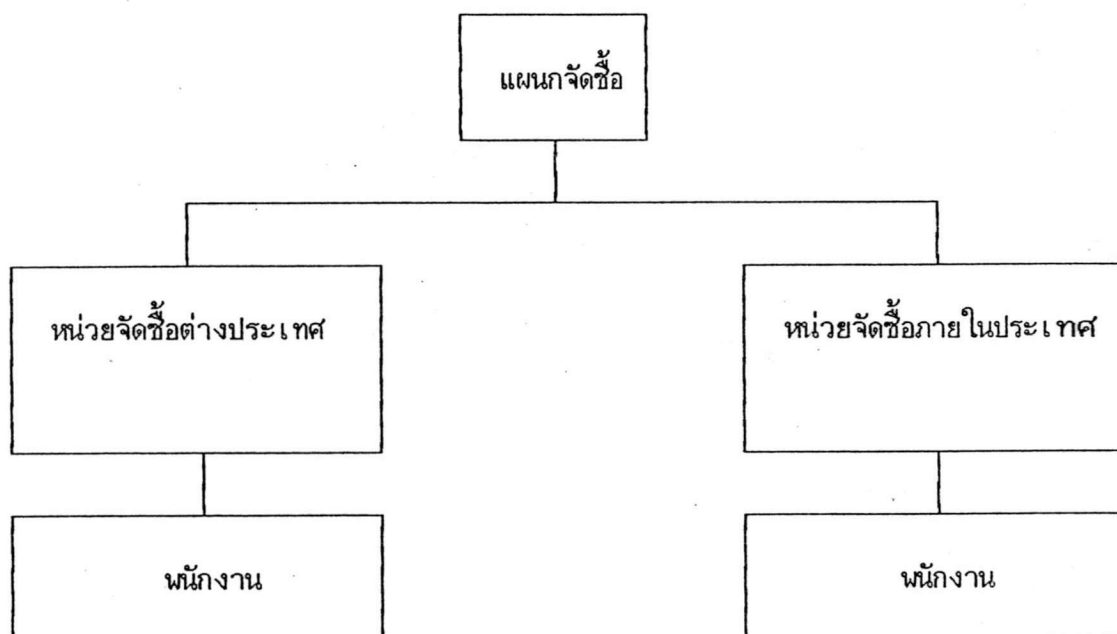 แผนกจัดซื้อ
หน่วยจัดซื้อต่างประเทศ
หน่วยจัดซื้อภายในประเทศ
พนักงาน
พนักงาน